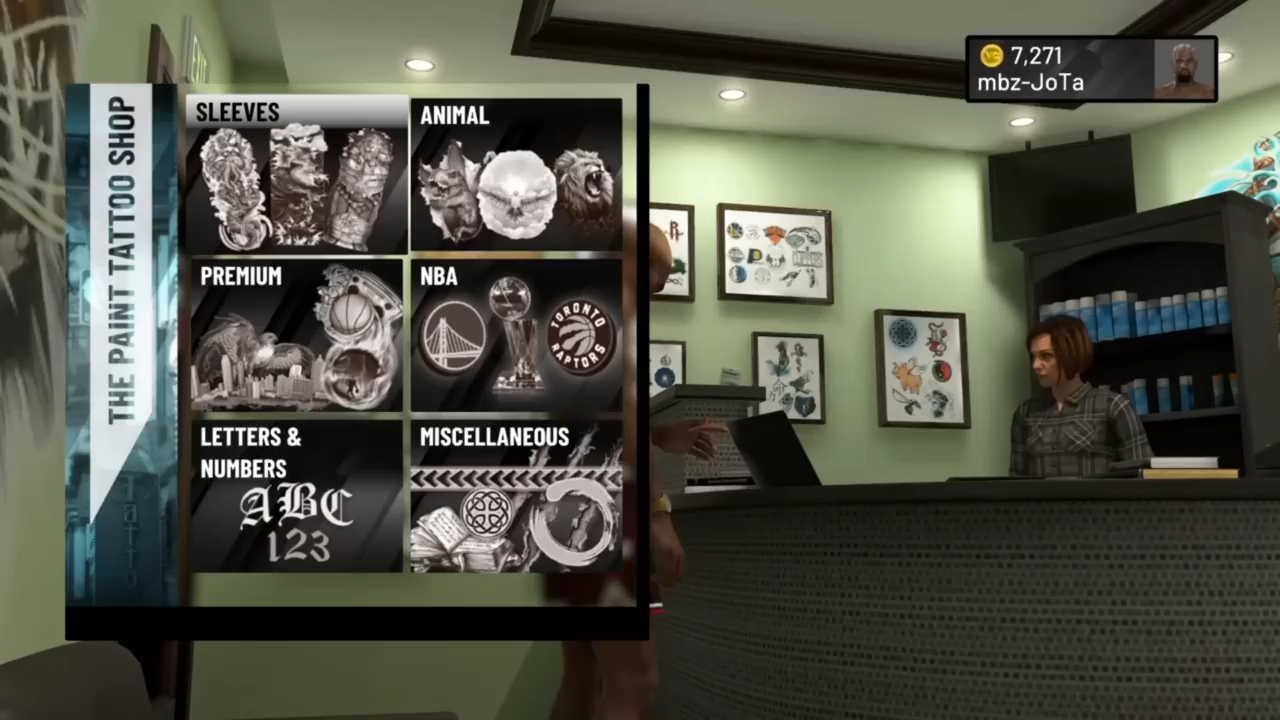 7,271
mbz-JoTa
EXIT
THE PAINT TATTOO SHOP
SLEEVES
ANIMAL
PREMIUM
NBA
TORONTO
RAPTORS
LETTERS &
NUMBERS
ABC
123
MISCELLANEOUS